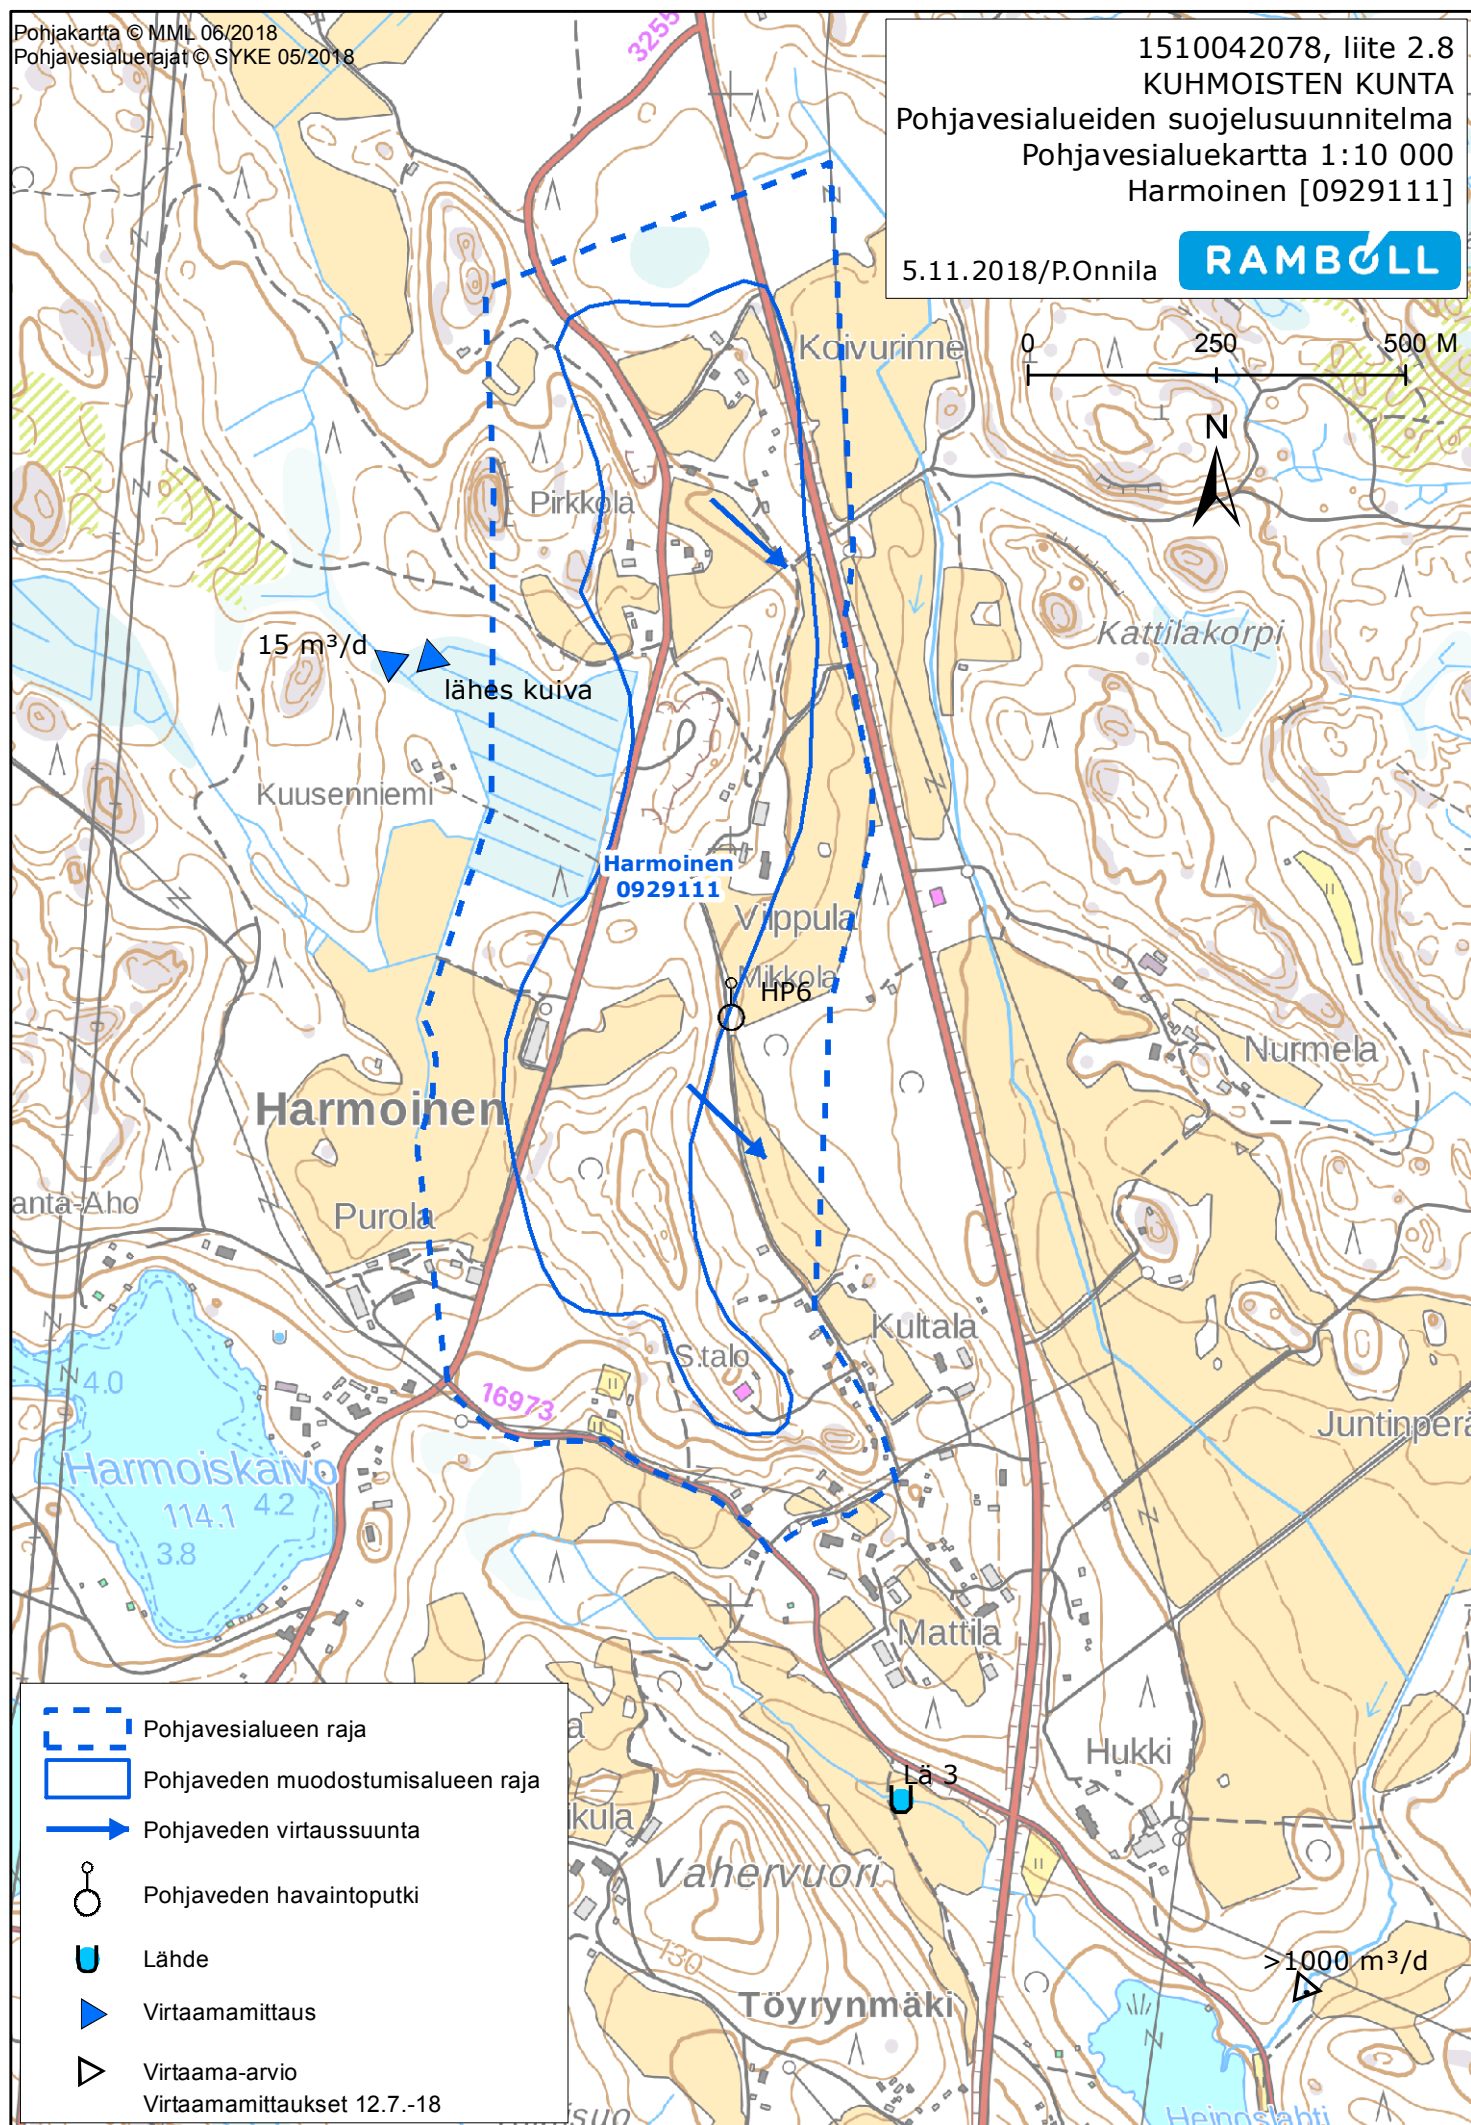 Pohjakartta © MML 06/2018
Pohjavesialuerajat © SYKE 05/2018
3255
1510042078, liite 2.8
KUHMOISTEN KUNTA
Pohjavesialueiden suojelusuunnitelma
Pohjavesialuekartta 1:10 000
Harmoinen [0929111]
5.11.2018/P.Onnila
RAMBOLL
0 250 500 M
N
Koivurinne
Pirkkola
Kattilakorpi
15 m³/d
lähes kuiva
Kuusenniemi
Harmoinen
0929111
Vilppula
Mikkola
HP6
Nurmela
Harmoinen
anta-Aho
Purola
Kultala
S.talo
4.0
16973
Juntinperä
Harmoiskaivo
114.1
4.2
3.8
Mattila
Hukki
Lä 3
ikula
Vahervuori
130
>1000 m³/d
Töyrynmäki
Heinoslahti
Pohjavesialueen raja
Pohjaveden muodostumisalueen raja
Pohjaveden virtaussuunta
Pohjaveden havaintoputki
Lähde
Virtaamamittaus
Virtaama-arvio
Virtaamamittaukset 12.7.-18